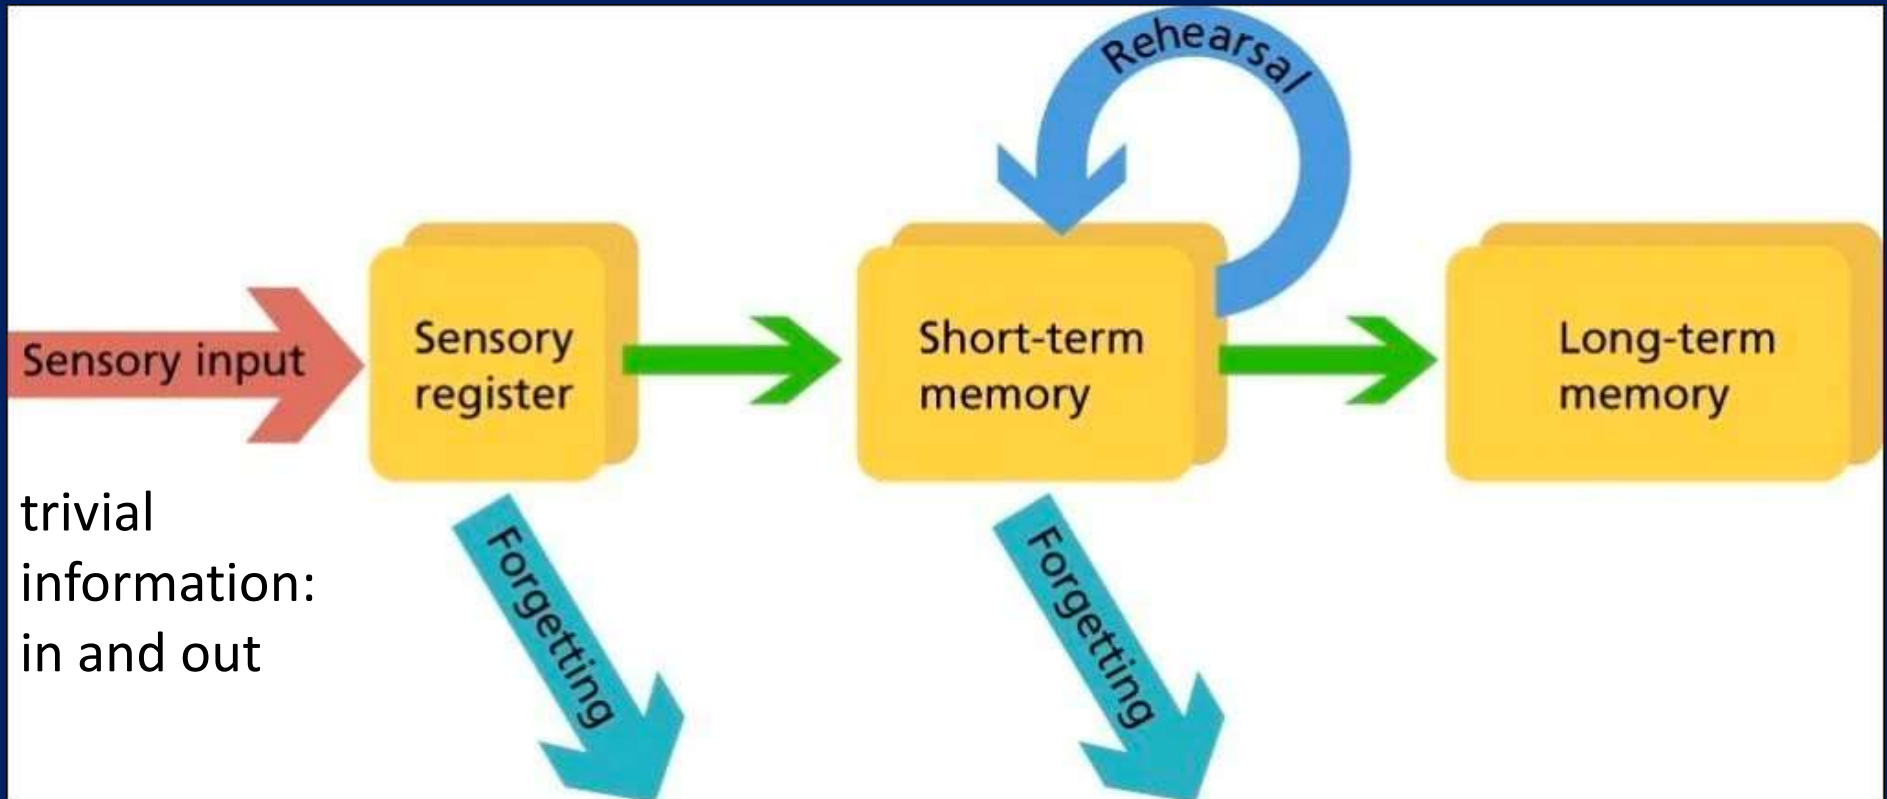 Rehearsal
Sensory input
Sensory
register
Short-term
memory
Long-term
memory
trivial
information:
in and out
Forgetting
Forgetting